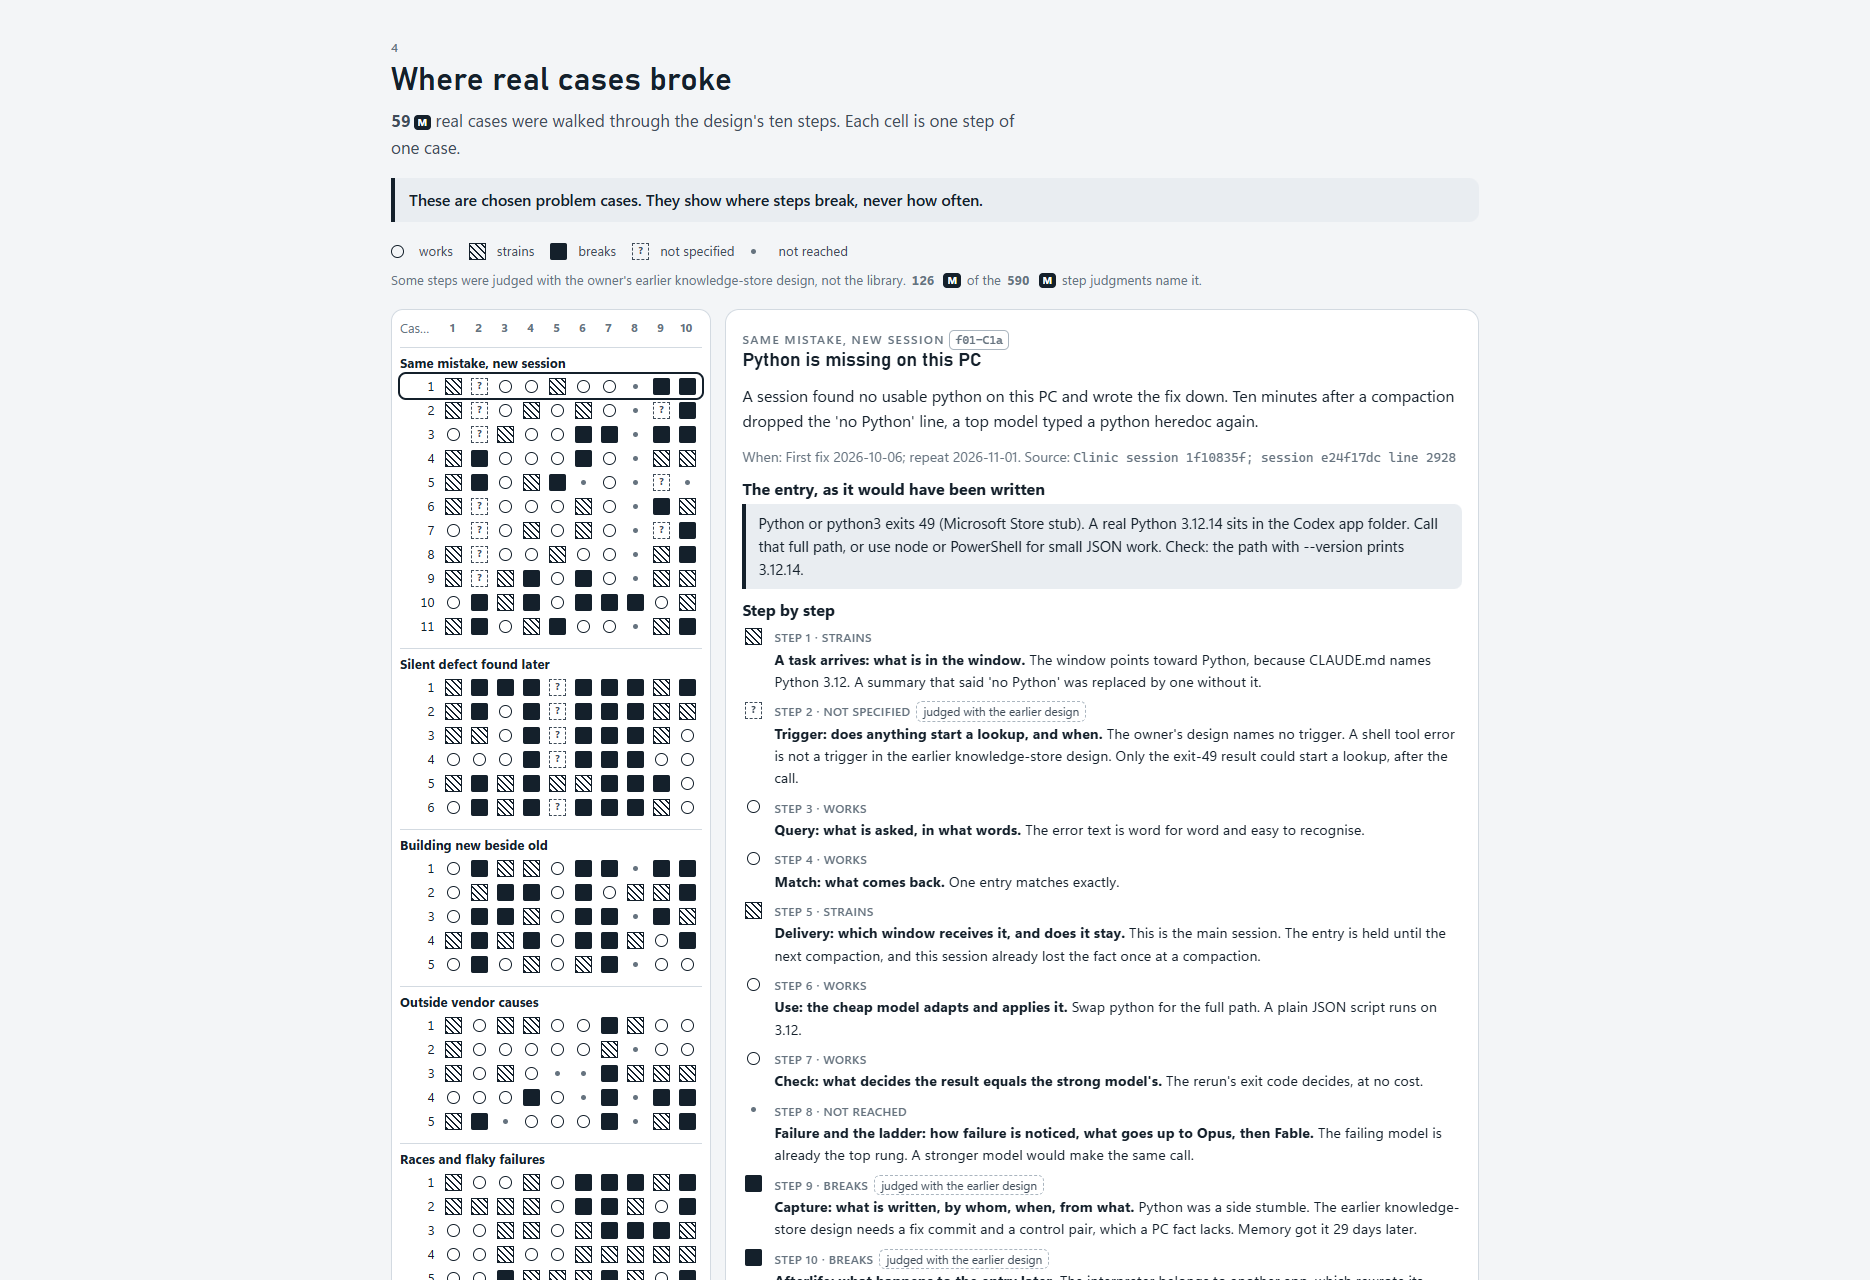 4
Where real cases broke
59 M real cases were walked through the design's ten steps. Each cell is one step of
one case.
These are chosen problem cases. They show where steps break, never how often.
works strains breaks ? not specified not reached
Some steps were judged with the owner's earlier knowledge-store design, not the library. 126 M of the 590 M step judgments name it.
Cas... 1 2 3 4 5 6 7 8 9 10
Same mistake, new session
1 ?
2 ? ?
3 ?
4
5 ?
6 ?
7 ? ?
8 ?
9 ?
10
11
Silent defect found later
1 ?
2 ?
3 ?
4 ?
5
6 ?
Building new beside old
1
2
3
4
5
Outside vendor causes
1
2
3
4
5
Races and flaky failures
1
2
3
4
5
SAME MISTAKE, NEW SESSION f01-C1a
Python is missing on this PC
A session found no usable python on this PC and wrote the fix down. Ten minutes after a compaction
dropped the 'no Python' line, a top model typed a python heredoc again.
When: First fix 2026-10-06; repeat 2026-11-01. Source: Clinic session 1f10835f; session e24f17dc line 2928
The entry, as it would have been written
Python or python3 exits 49 (Microsoft Store stub). A real Python 3.12.14 sits in the Codex app folder. Call
that full path, or use node or PowerShell for small JSON work. Check: the path with --version prints
3.12.14.
Step by step
STEP 1 · STRAINS
A task arrives: what is in the window. The window points toward Python, because CLAUDE.md names
Python 3.12. A summary that said 'no Python' was replaced by one without it.
? STEP 2 · NOT SPECIFIED judged with the earlier design
Trigger: does anything start a lookup, and when. The owner's design names no trigger. A shell tool error
is not a trigger in the earlier knowledge-store design. Only the exit-49 result could start a lookup, after the
call.
STEP 3 · WORKS
Query: what is asked, in what words. The error text is word for word and easy to recognise.
STEP 4 · WORKS
Match: what comes back. One entry matches exactly.
STEP 5 · STRAINS
Delivery: which window receives it, and does it stay. This is the main session. The entry is held until the
next compaction, and this session already lost the fact once at a compaction.
STEP 6 · WORKS
Use: the cheap model adapts and applies it. Swap python for the full path. A plain JSON script runs on
3.12.
STEP 7 · WORKS
Check: what decides the result equals the strong model's. The rerun's exit code decides, at no cost.
STEP 8 · NOT REACHED
Failure and the ladder: how failure is noticed, what goes up to Opus, then Fable. The failing model is
already the top rung. A stronger model would make the same call.
STEP 9 · BREAKS judged with the earlier design
Capture: what is written, by whom, when, from what. Python was a side stumble. The earlier knowledge-
store design needs a fix commit and a control pair, which a PC fact lacks. Memory got it 29 days later.
STEP 10 · BREAKS judged with the earlier design
Afterlife: what happens to the entry later. The interpreter belongs to another app, which rewrote its